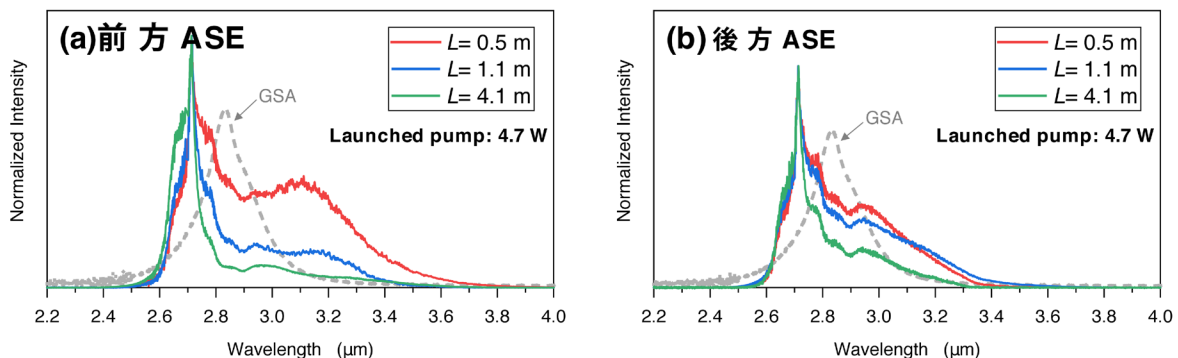 (a)前 方 ASE
L= 0.5 m
L= 1.1 m
L= 4.1 m
GSA
Launched pump: 4.7 W
Normalized Intensity
2.2 2.4 2.6 2.8 3.0 3.2 3.4 3.6 3.8 4.0
Wavelength (μm)
(b)後 方 ASE
L= 0.5 m
L= 1.1 m
L= 4.1 m
GSA
Launched pump: 4.7 W
Normalized Intensity
2.2 2.4 2.6 2.8 3.0 3.2 3.4 3.6 3.8 4.0
Wavelength (μm)